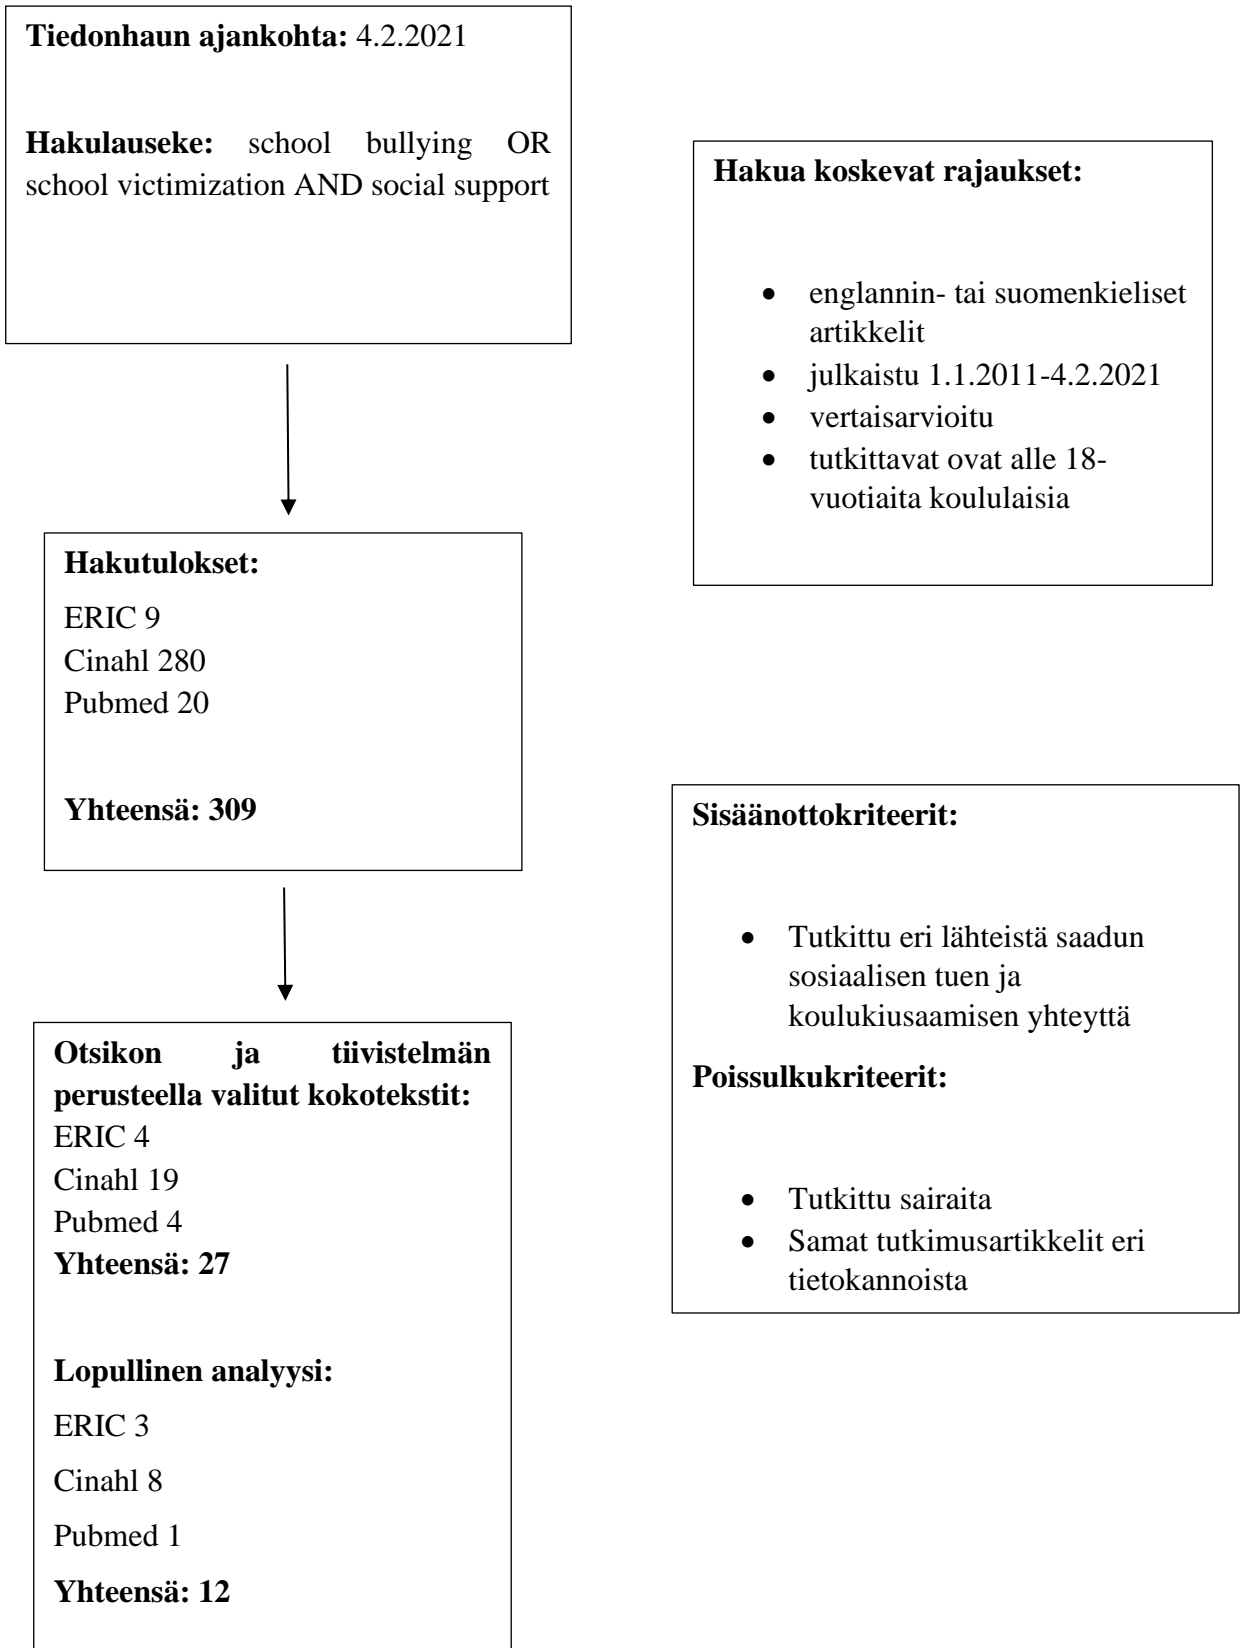 Tiedonhaun ajankohta: 4.2.2021
Hakulauseke: school bullying OR
school victimization AND social support
Hakua koskevat rajaukset:
• englannin- tai suomenkieliset
artikkelit
• julkaistu 1.1.2011-4.2.2021
• vertaisarvioitu
• tutkittavat ovat alle 18-
vuotiaita koululaisia
Hakutulokset:
ERIC 9
Cinahl 280
Pubmed 20
Yhteensä: 309
Sisäänottokriteerit:
• Tutkittu eri lähteistä saadun
sosiaalisen tuen ja
koulukiusaamisen yhteyttä
Poissulkukriteerit:
• Tutkittu sairaita
• Samat tutkimusartikkelit eri
tietokannoista
Otsikon ja tiivistelmän
perusteella valitut kokotekstit:
ERIC 4
Cinahl 19
Pubmed 4
Yhteensä: 27
Lopullinen analyysi:
ERIC 3
Cinahl 8
Pubmed 1
Yhteensä: 12